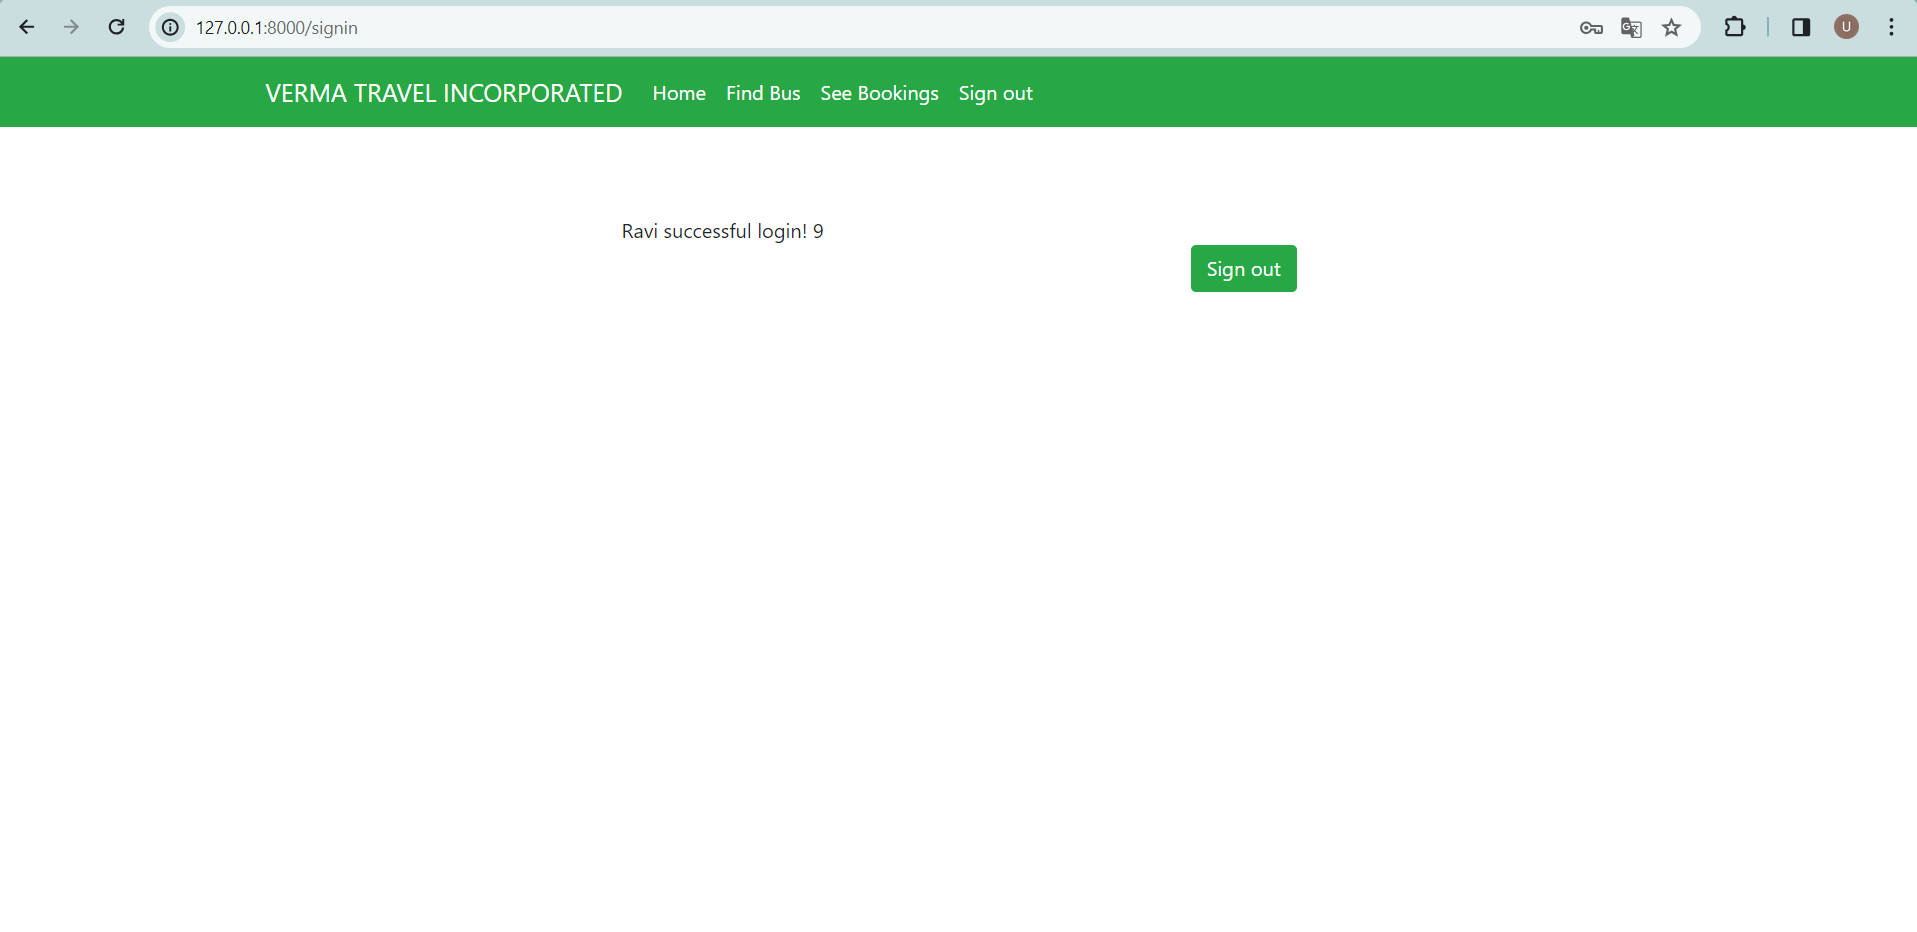 127.0.0.1:8000/signin
U
VERMA TRAVEL INCORPORATED Home Find Bus See Bookings Sign out
Ravi successful login! 9
Sign out